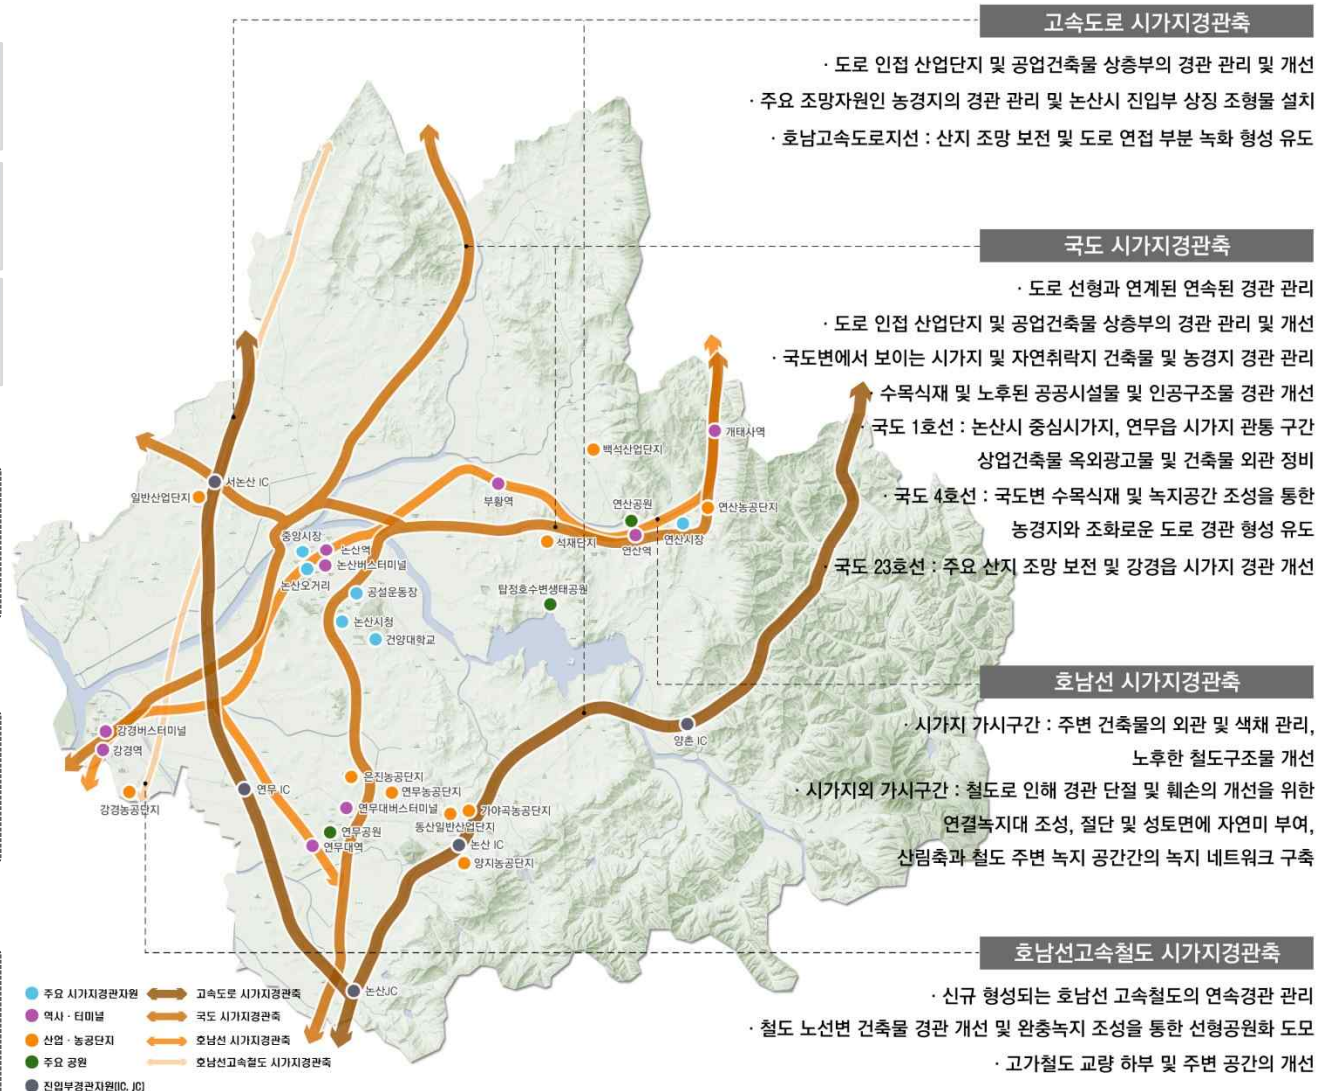 고속도로 시가지경관축
· 도로 인접 산업단지 및 공업건축물 상층부의 경관 관리 및 개선
· 주요 조망자원인 농경지의 경관 관리 및 논산시 진입부 상징 조형물 설치
· 호남고속도로지선 : 산지 조망 보전 및 도로 연접 부분 녹화 형성 유도
국도 시가지경관축
· 도로 선형과 연계된 연속된 경관 관리
· 도로 인접 산업단지 및 공업건축물 상층부의 경관 관리 및 개선
· 국도변에서 보이는 시가지 및 자연취락지 건축물 및 농경지 경관 관리
· 수목식재 및 노후된 공공시설물 및 인공구조물 경관 개선
· 국도 1호선 : 논산시 중심시가지, 연무읍 시가지 관통 구간
상업건축물 옥외광고물 및 건축물 외관 정비
· 국도 4호선 : 국도변 수목식재 및 녹지공간 조성을 통한
농경지와 조화로운 도로 경관 형성 유도
· 국도 23호선 : 주요 산지 조망 보전 및 강경읍 시가지 경관 개선
호남선 시가지경관축
· 시가지 가시구간 : 주변 건축물의 외관 및 색채 관리,
노후한 철도구조물 개선
· 시가지외 가시구간 : 철도로 인해 경관 단절 및 훼손의 개선을 위한
연결녹지대 조성, 절단 및 성토면에 자연미 부여,
산림축과 철도 주변 녹지 공간간의 녹지 네트워크 구축
호남선고속철도 시가지경관축
· 신규 형성되는 호남선 고속철도의 연속경관 관리
· 철도 노선변 건축물 경관 개선 및 완충녹지 조성을 통한 선형공원화 도모
· 고가철도 교량 하부 및 주변 공간의 개선
개태사역
백석산업단지
서논산 IC
일반산업단지
부황역
연산공원
연산농공단지
석재단지
연산역
연산시장
중앙시장
논산역
논산버스터미널
논산오거리
공설운동장
탑정호수변생태공원
논산시청
건양대학교
강경버스터미널
강경역
양촌 IC
은진농공단지
연무 IC
연무농공단지
강경농공단지
연무대버스터미널
가야곡농공단지
동산일반산업단지
연무공원
연무대역
논산 IC
양지농공단지
논산JC
주요 시가지경관자원
고속도로 시가지경관축
역사 · 터미널
국도 시가지경관축
산업 · 농공단지
호남선 시가지경관축
주요 공원
호남선고속철도 시가지경관축
진입부경관자원(IC, JC)